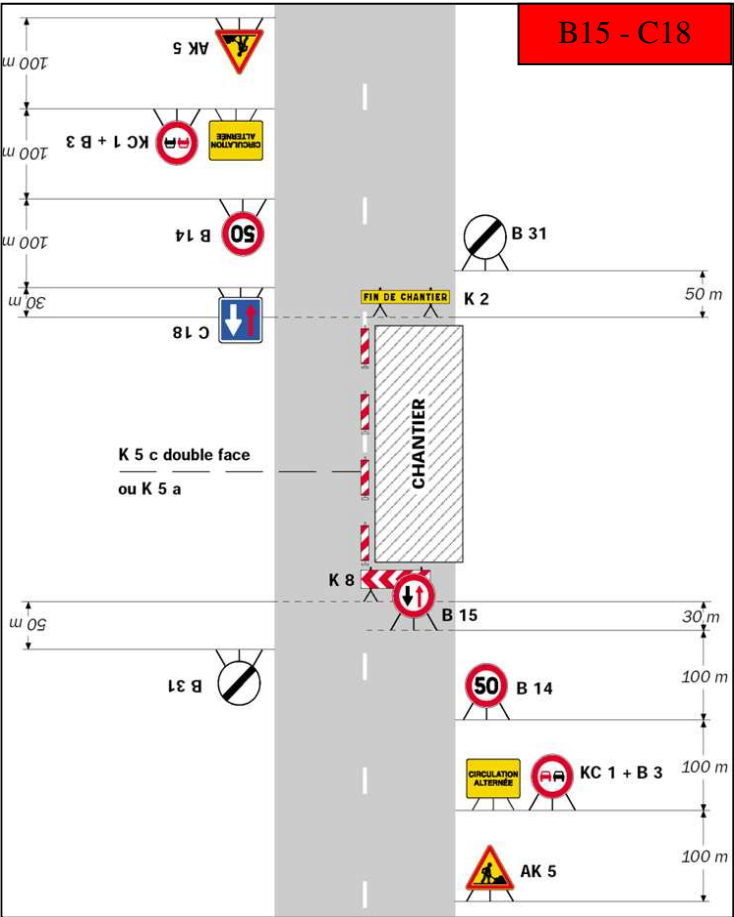 B15 - C18
AK 5
100 m
KC 1 + B 3
CIRCULATION
ALTERNÉE
100 m
B 14
50
100 m
B 31
C 18
30 m
FIN DE CHANTIER
K 2
50 m
CHANTIER
K 5 c double face
ou K 5 a
K 8
B 15
30 m
50 m
B 31
50
B 14
100 m
CIRCULATION
ALTERNÉE
KC 1 + B 3
100 m
AK 5
100 m